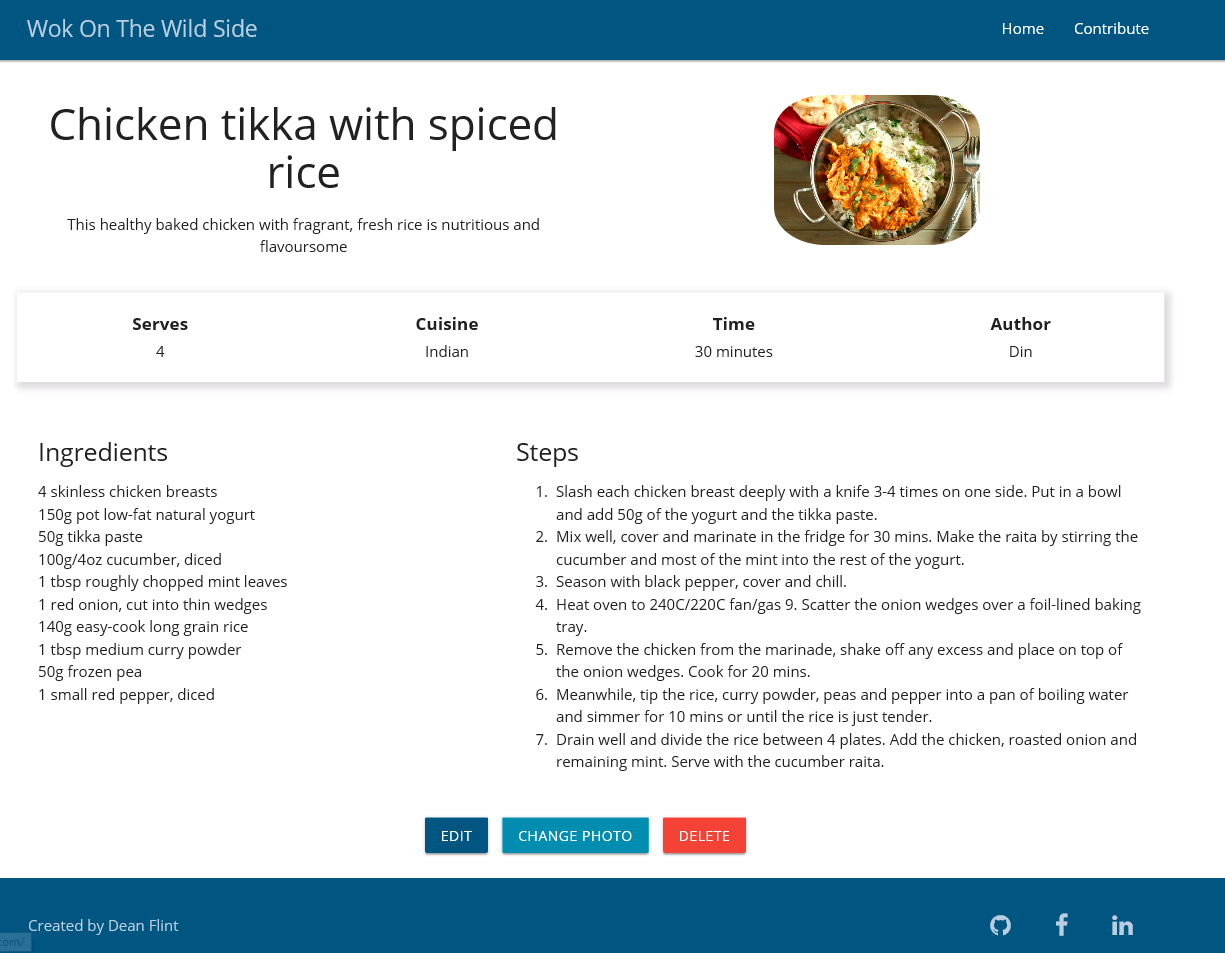 Wok On The Wild Side
Home
Contribute
Chicken tikka with spiced
rice
This healthy baked chicken with fragrant, fresh rice is nutritious and
flavoursome
Serves
4
Cuisine
Indian
Time
30 minutes
Author
Din
Ingredients
4 skinless chicken breasts
150g pot low-fat natural yogurt
50g tikka paste
100g/4oz cucumber, diced
1 tbsp roughly chopped mint leaves
1 red onion, cut into thin wedges
140g easy-cook long grain rice
1 tbsp medium curry powder
50g frozen pea
1 small red pepper, diced
Steps
1. Slash each chicken breast deeply with a knife 3-4 times on one side. Put in a bowl
and add 50g of the yogurt and the tikka paste.
2. Mix well, cover and marinate in the fridge for 30 mins. Make the raita by stirring the
cucumber and most of the mint into the rest of the yogurt.
3. Season with black pepper, cover and chill.
4. Heat oven to 240C/220C fan/gas 9. Scatter the onion wedges over a foil-lined baking
tray.
5. Remove the chicken from the marinade, shake off any excess and place on top of
the onion wedges. Cook for 20 mins.
6. Meanwhile, tip the rice, curry powder, peas and pepper into a pan of boiling water
and simmer for 10 mins or until the rice is just tender.
7. Drain well and divide the rice between 4 plates. Add the chicken, roasted onion and
remaining mint. Serve with the cucumber raita.
EDIT
CHANGE PHOTO
DELETE
Created by Dean Flint
com/